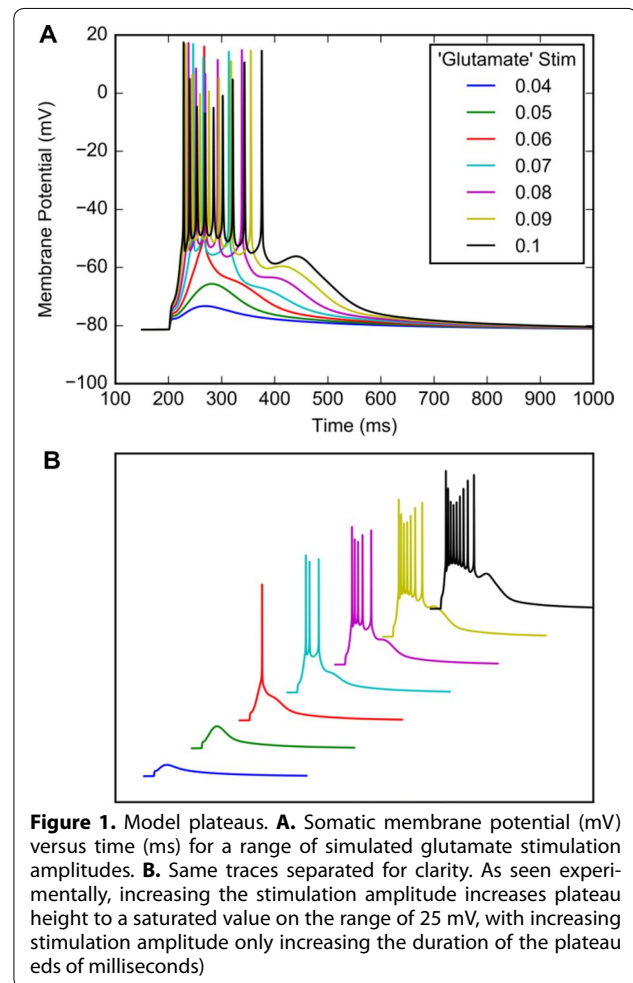 A
20
0
−20
−40
−60
−80
−100
Membrane Potential (mV)
'Glutamate' Stim
0.04
0.05
0.06
0.07
0.08
0.09
0.1
100 200 300 400 500 600 700 800 900 1000
Time (ms)
B
Figure 1. Model plateaus. A. Somatic membrane potential (mV)
versus time (ms) for a range of simulated glutamate stimulation
amplitudes. B. Same traces separated for clarity. As seen experi-
mentally, increasing the stimulation amplitude increases plateau
height to a saturated value on the range of 25 mV, with increasing
stimulation amplitude only increasing the duration of the plateau
eds of milliseconds)